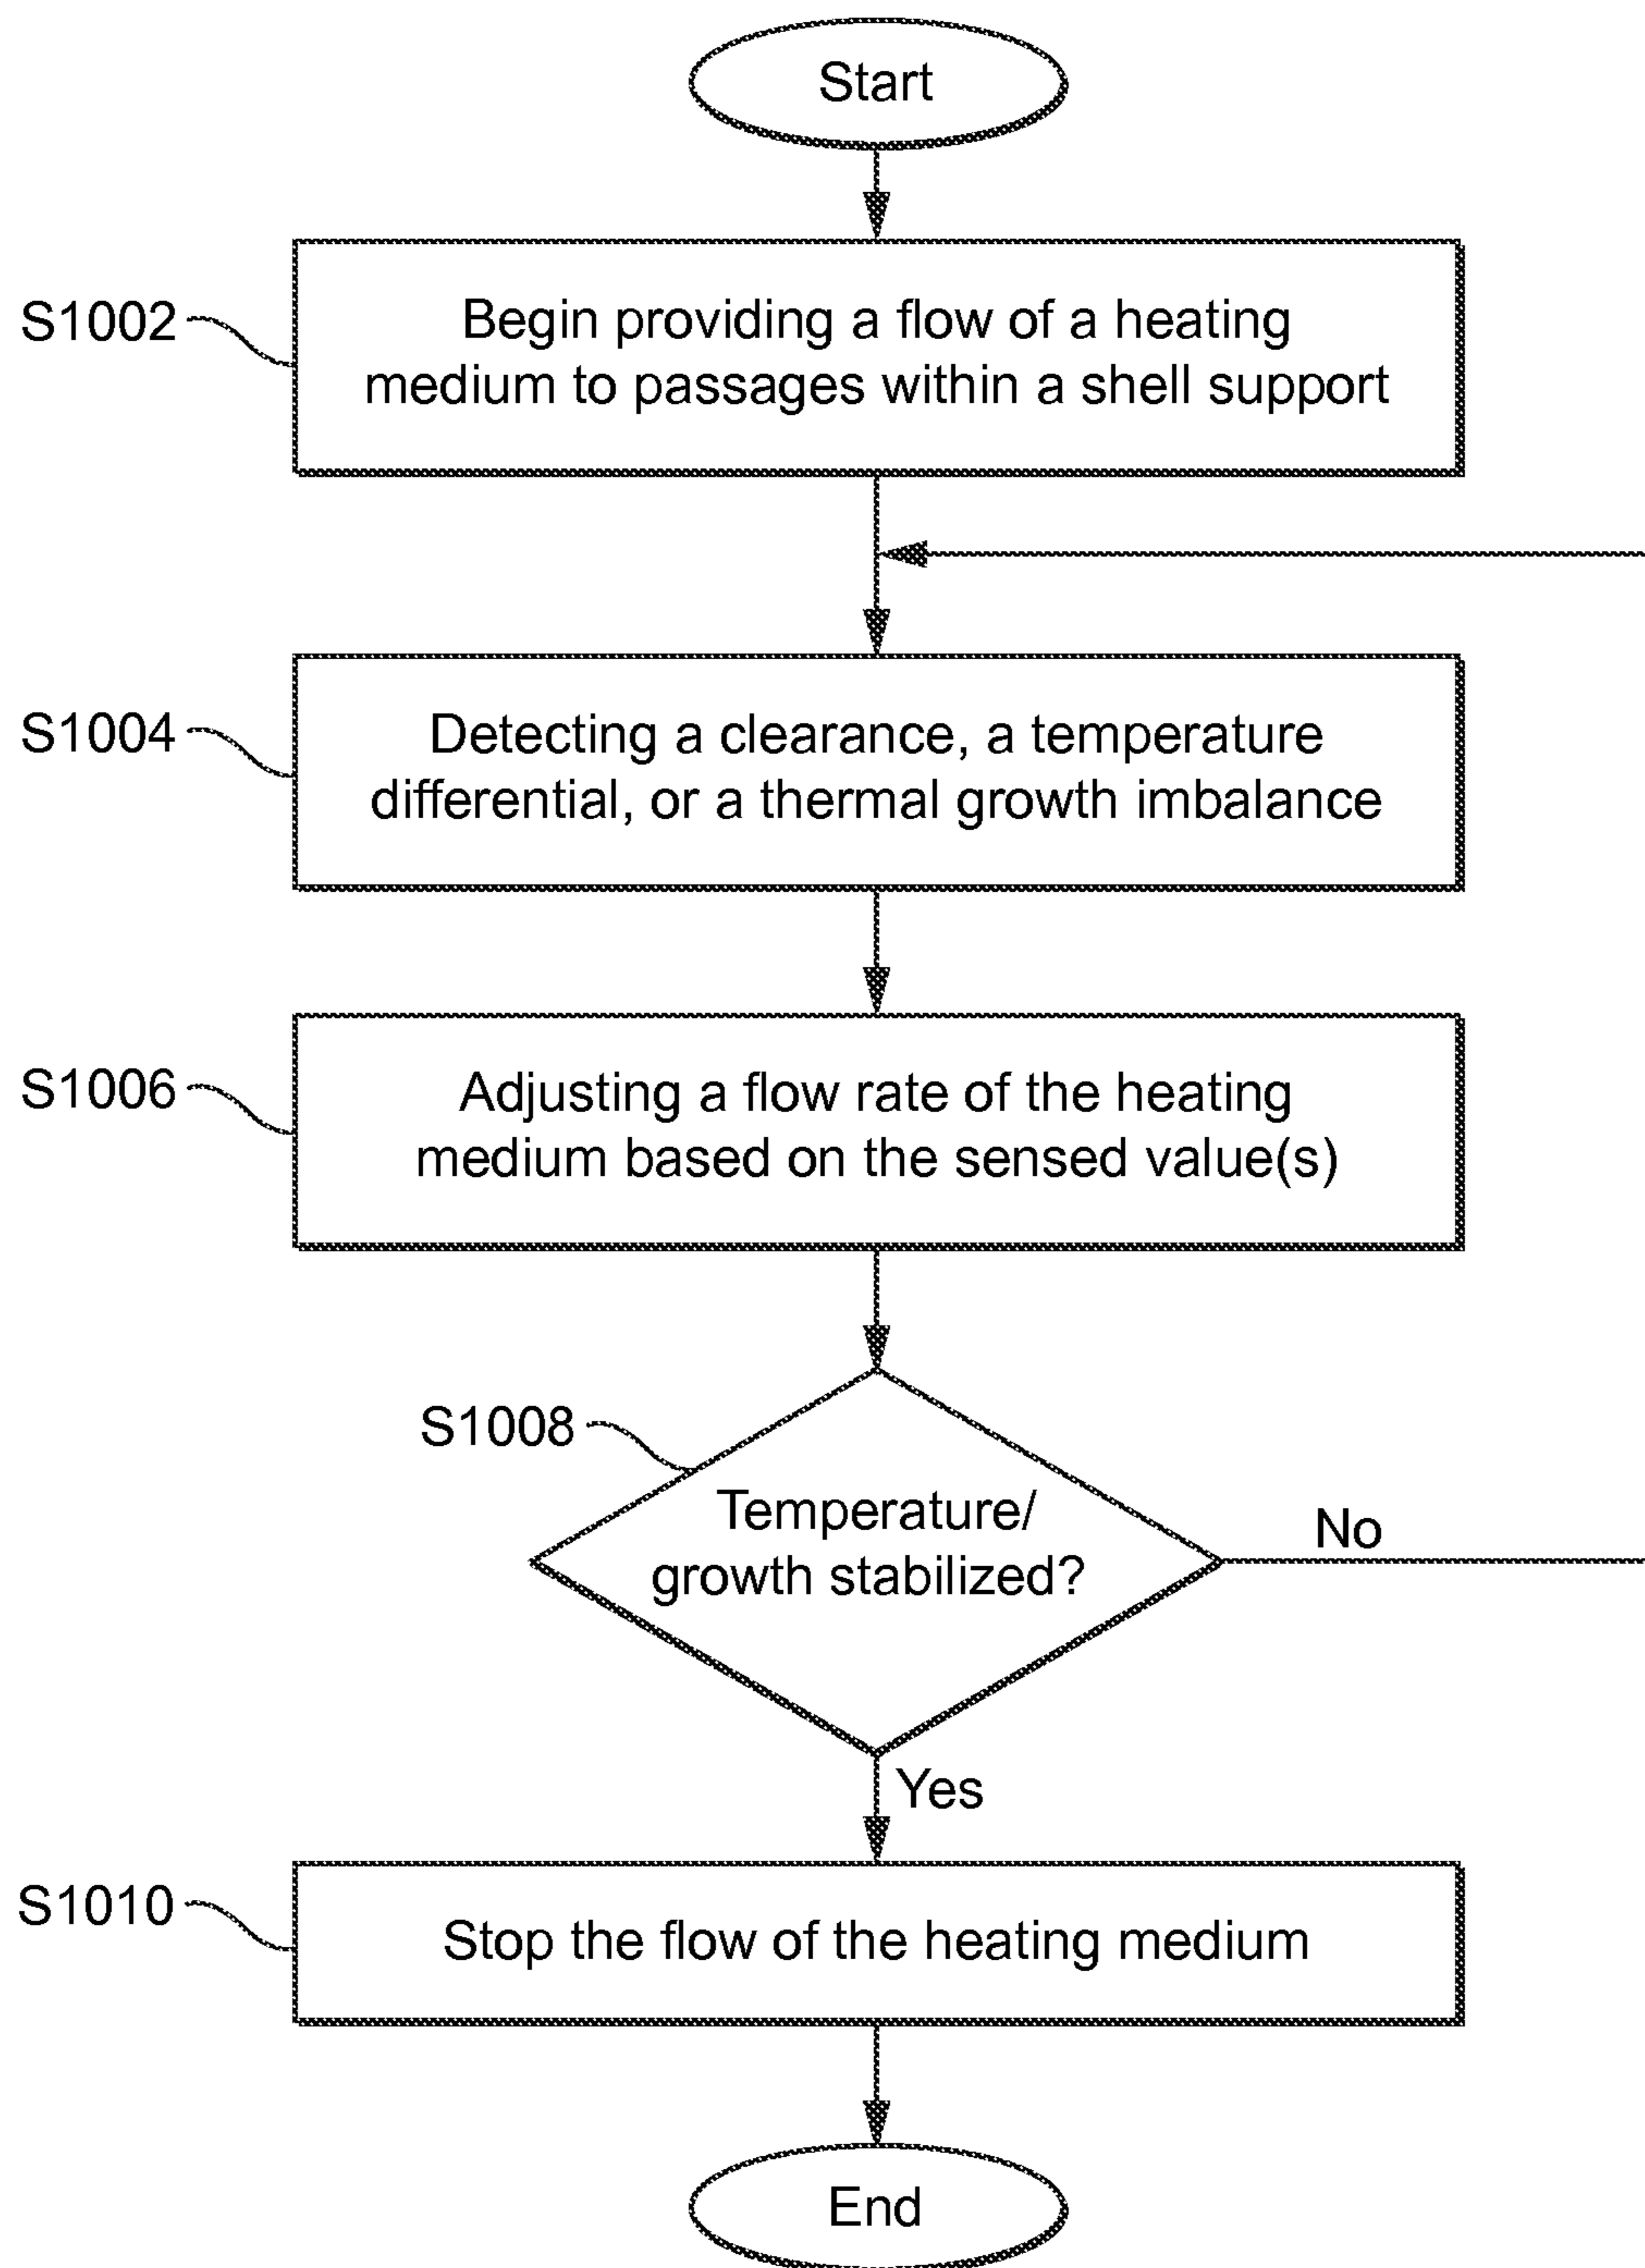 Start
S1002
Begin providing a flow of a heating
medium to passages within a shell support
S1004
Detecting a clearance, a temperature
differential, or a thermal growth imbalance
S1006
Adjusting a flow rate of the heating
medium based on the sensed value(s)
S1008
Temperature/
growth stabilized?
No
Yes
S1010
Stop the flow of the heating medium
End